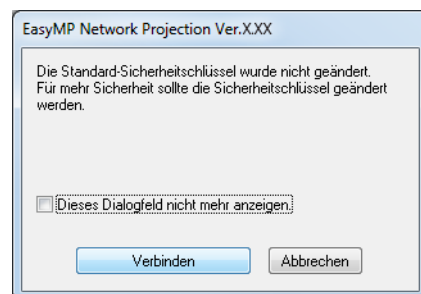 EasyMP Network Projection Ver.X.XX
Die Standard-Sicherheitschlüssel wurde nicht geändert.
Für mehr Sicherheit sollte die Sicherheitschlüssel geändert
werden.
Dieses Dialogfeld nicht mehr anzeigen.
Verbinden
Abbrechen